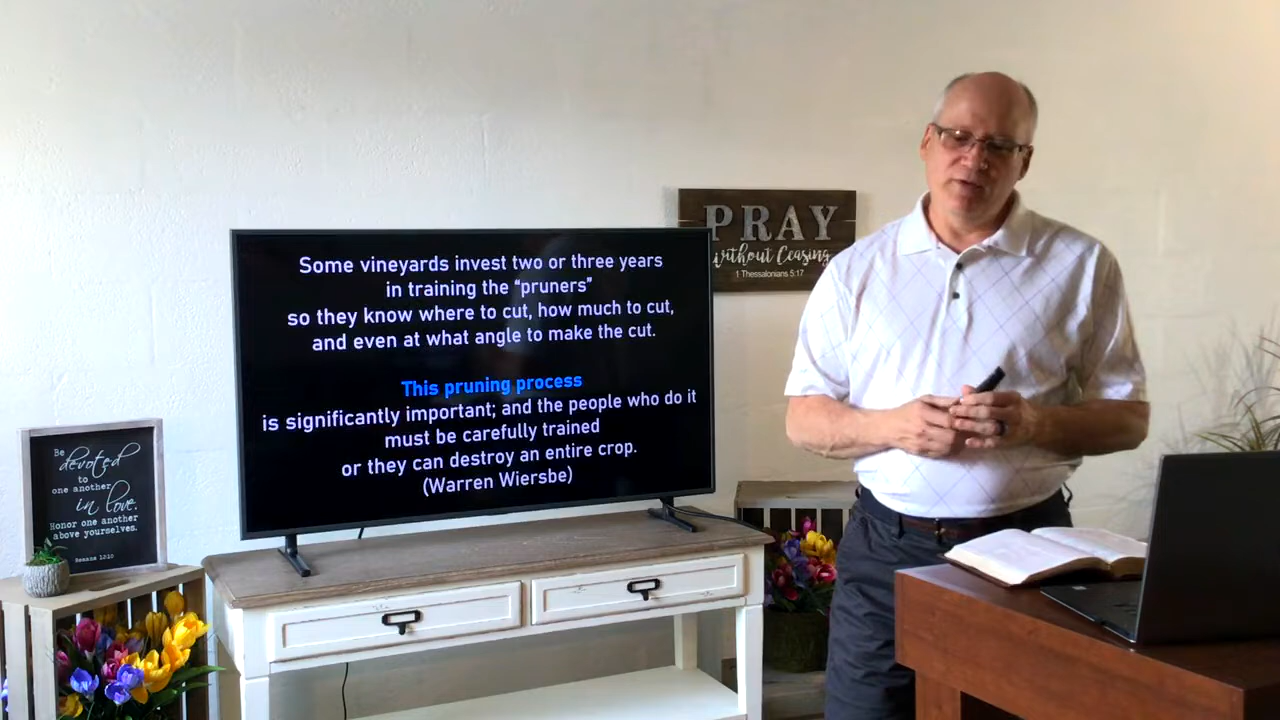 Some vineyards invest two or three years
in training the “pruners”
so they know where to cut, how much to cut,
and even at what angle to make the cut.
This pruning process
is significantly important; and the people who do it
must be carefully trained
or they can destroy an entire crop.
(Warren Wiersbe)
PRAY
without Ceasing
1 Thessalonians 5:17
Be
devoted
to
one another
in love.
Honor one another
above yourselves.
Romans 12:10